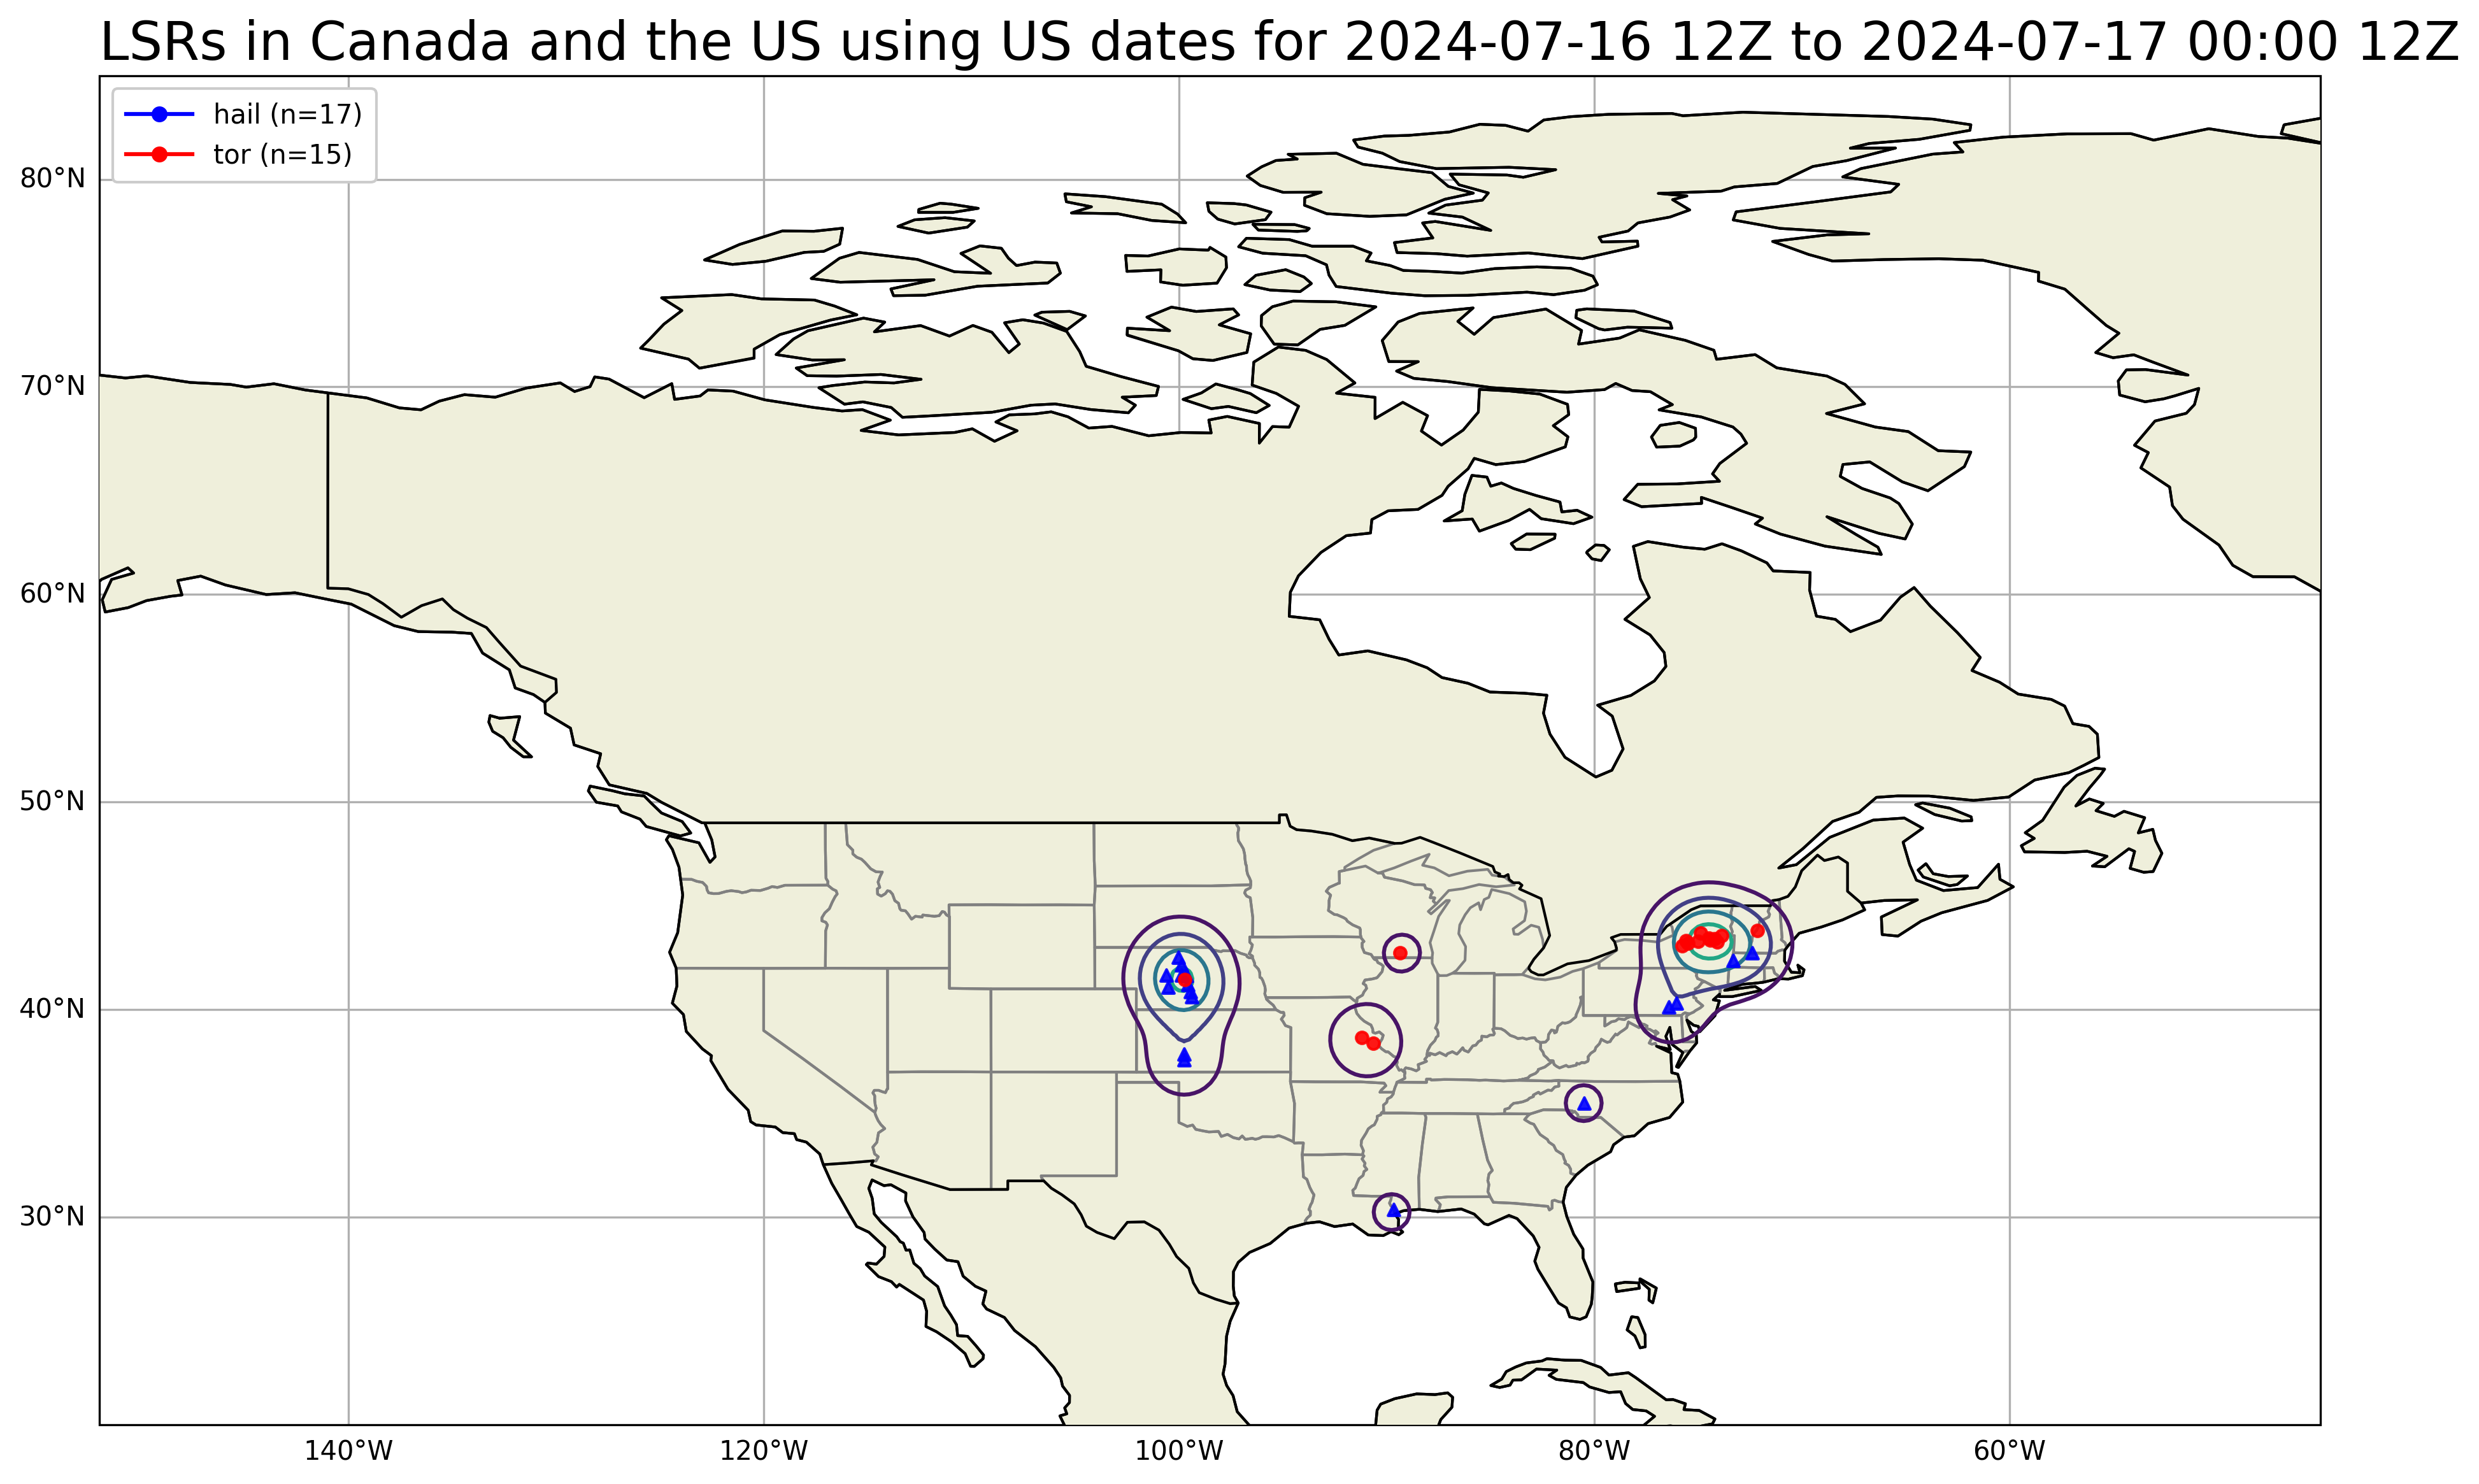 LSRs in Canada and the US using US dates for 2024-07-16 12Z to 2024-07-17 00:00 12Z
hail (n=17)
tor (n=15)
80°N
70°N
60°N
50°N
40°N
30°N
140°W 120°W 100°W 80°W 60°W